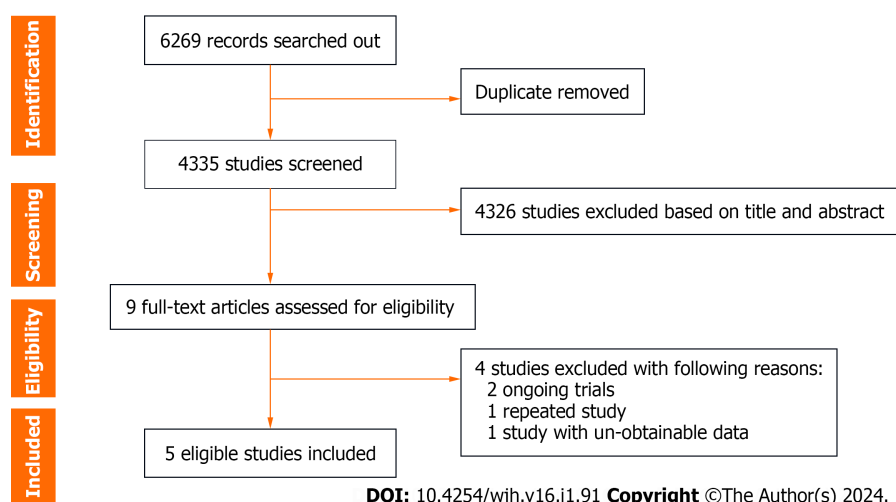 Identification
6269 records searched out
Duplicate removed
4335 studies screened
Screening
4326 studies excluded based on title and abstract
9 full-text articles assessed for eligibility
Eligibility
4 studies excluded with following reasons:
2 ongoing trials
1 repeated study
1 study with un-obtainable data
Included
5 eligible studies included
DOI: 10.4254/wjh.v16.i1.91 Copyright ©The Author(s) 2024.